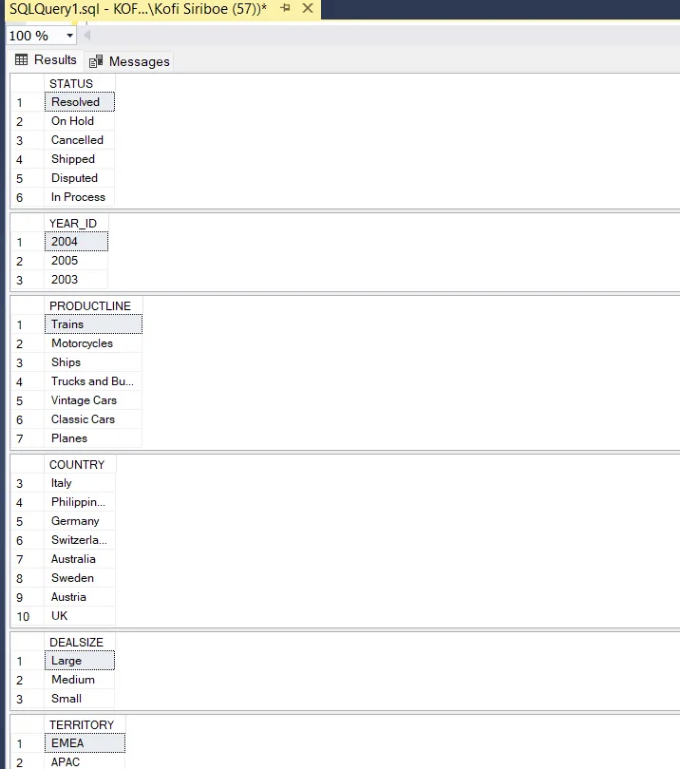 SQLQuery1.sql - KOF...\Kofi Siriboe (57))*
100 %
Results Messages
STATUS
1 Resolved
2 On Hold
3 Cancelled
4 Shipped
5 Disputed
6 In Process
YEAR_ID
1 2004
2 2005
3 2003
PRODUCTLINE
1 Trains
2 Motorcycles
3 Ships
4 Trucks and Bu...
5 Vintage Cars
6 Classic Cars
7 Planes
COUNTRY
3 Italy
4 Philippin...
5 Germany
6 Switzerla...
7 Australia
8 Sweden
9 Austria
10 UK
DEALSIZE
1 Large
2 Medium
3 Small
TERRITORY
1 EMEA
2 APAC